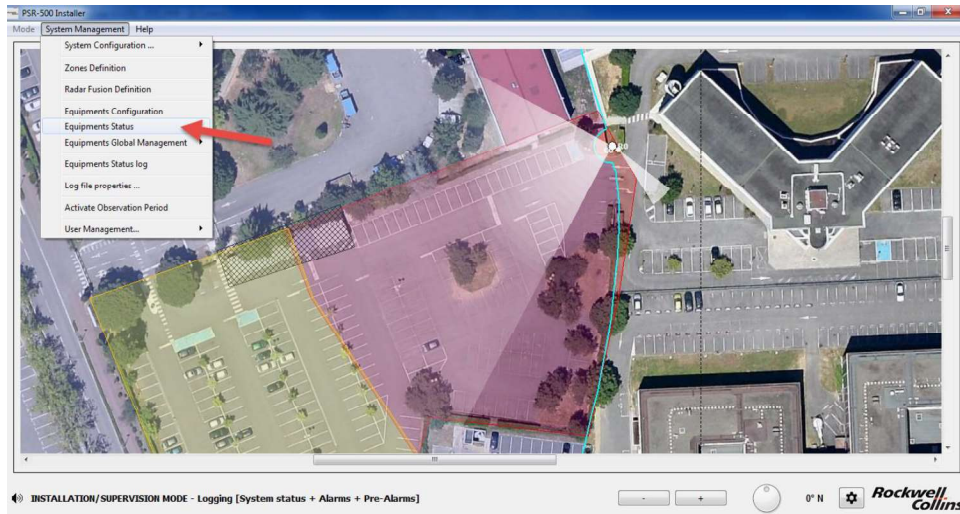 PSR-500 Installer
Mode System Management Help
System Configuration ...
Zones Definition
Radar Fusion Definition
Equipments Configuration
Equipments Status
Equipments Global Management
Equipments Status log
Log file properties ...
Activate Observation Period
User Management...
R0
INSTALLATION/SUPERVISION MODE - Logging [System status + Alarms + Pre-Alarms]
- + 0° N Rockwell
Collins